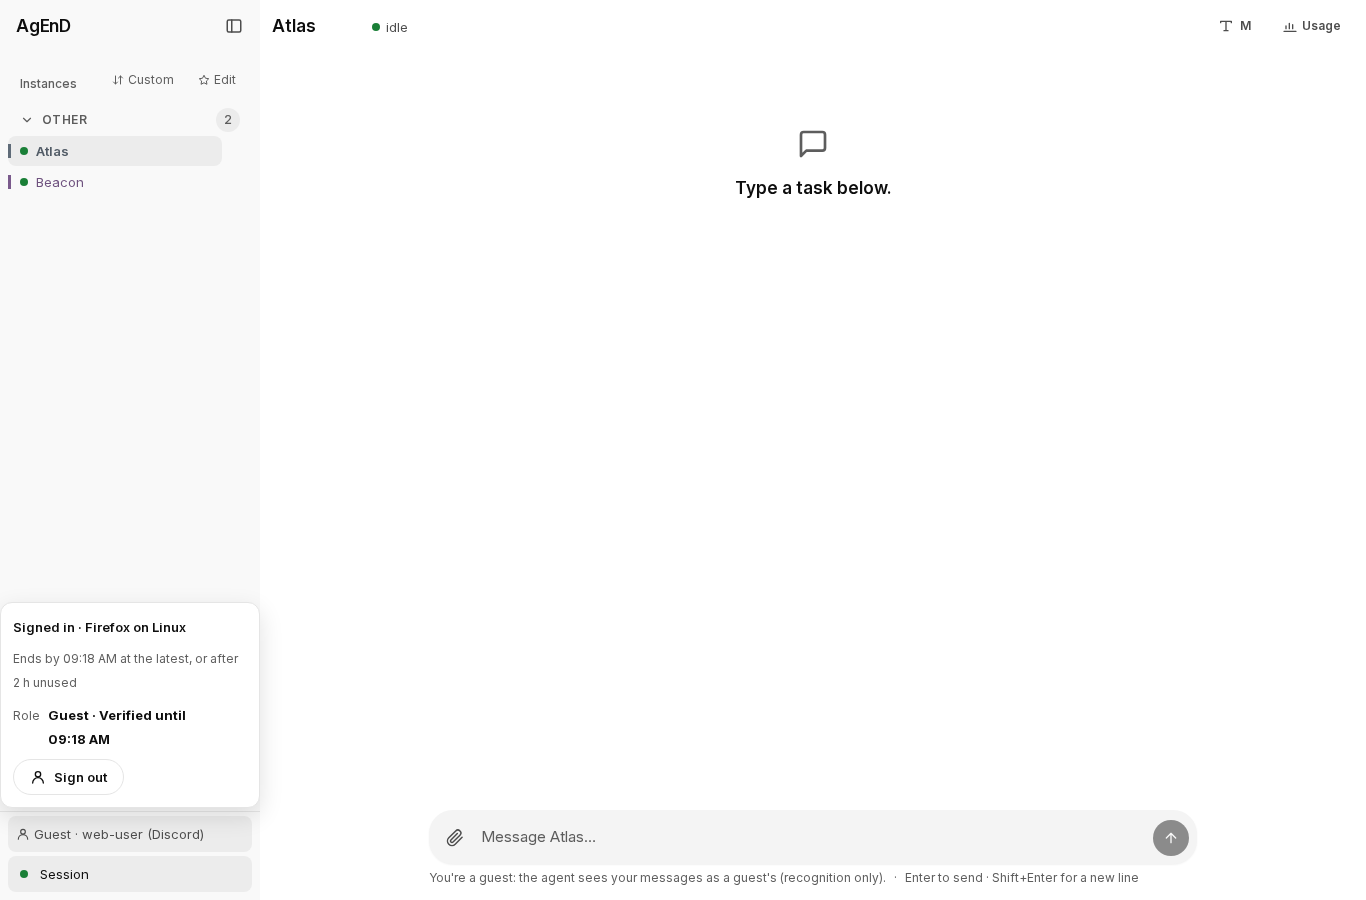 AgEnD
Atlas
idle
M
Usage
Instances
Custom
Edit
OTHER
2
Atlas
Beacon
Type a task below.
Signed in · Firefox on Linux
Ends by 09:18 AM at the latest, or after
2 h unused
Role Guest · Verified until
09:18 AM
Sign out
Guest · web-user (Discord)
Session
Message Atlas...
You're a guest: the agent sees your messages as a guest's (recognition only). · Enter to send · Shift+Enter for a new line